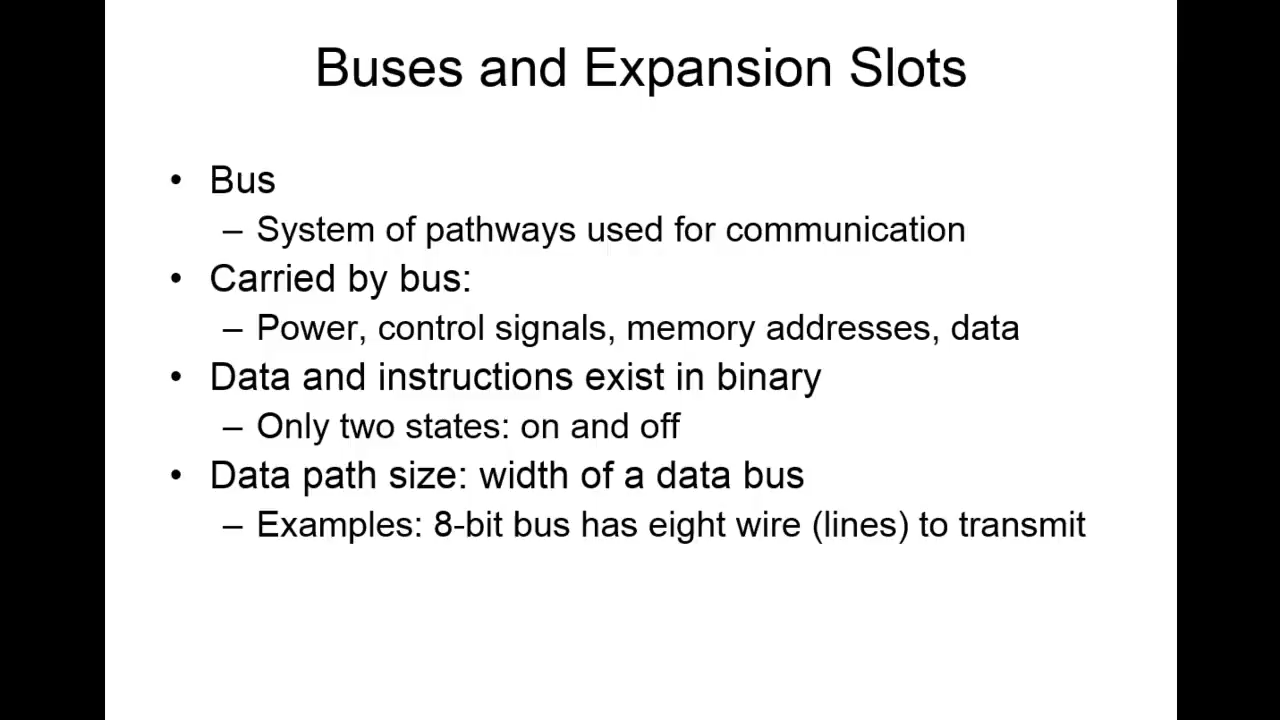 Buses and Expansion Slots
• Bus
– System of pathways used for communication
• Carried by bus:
– Power, control signals, memory addresses, data
• Data and instructions exist in binary
– Only two states: on and off
• Data path size: width of a data bus
– Examples: 8-bit bus has eight wire (lines) to transmit